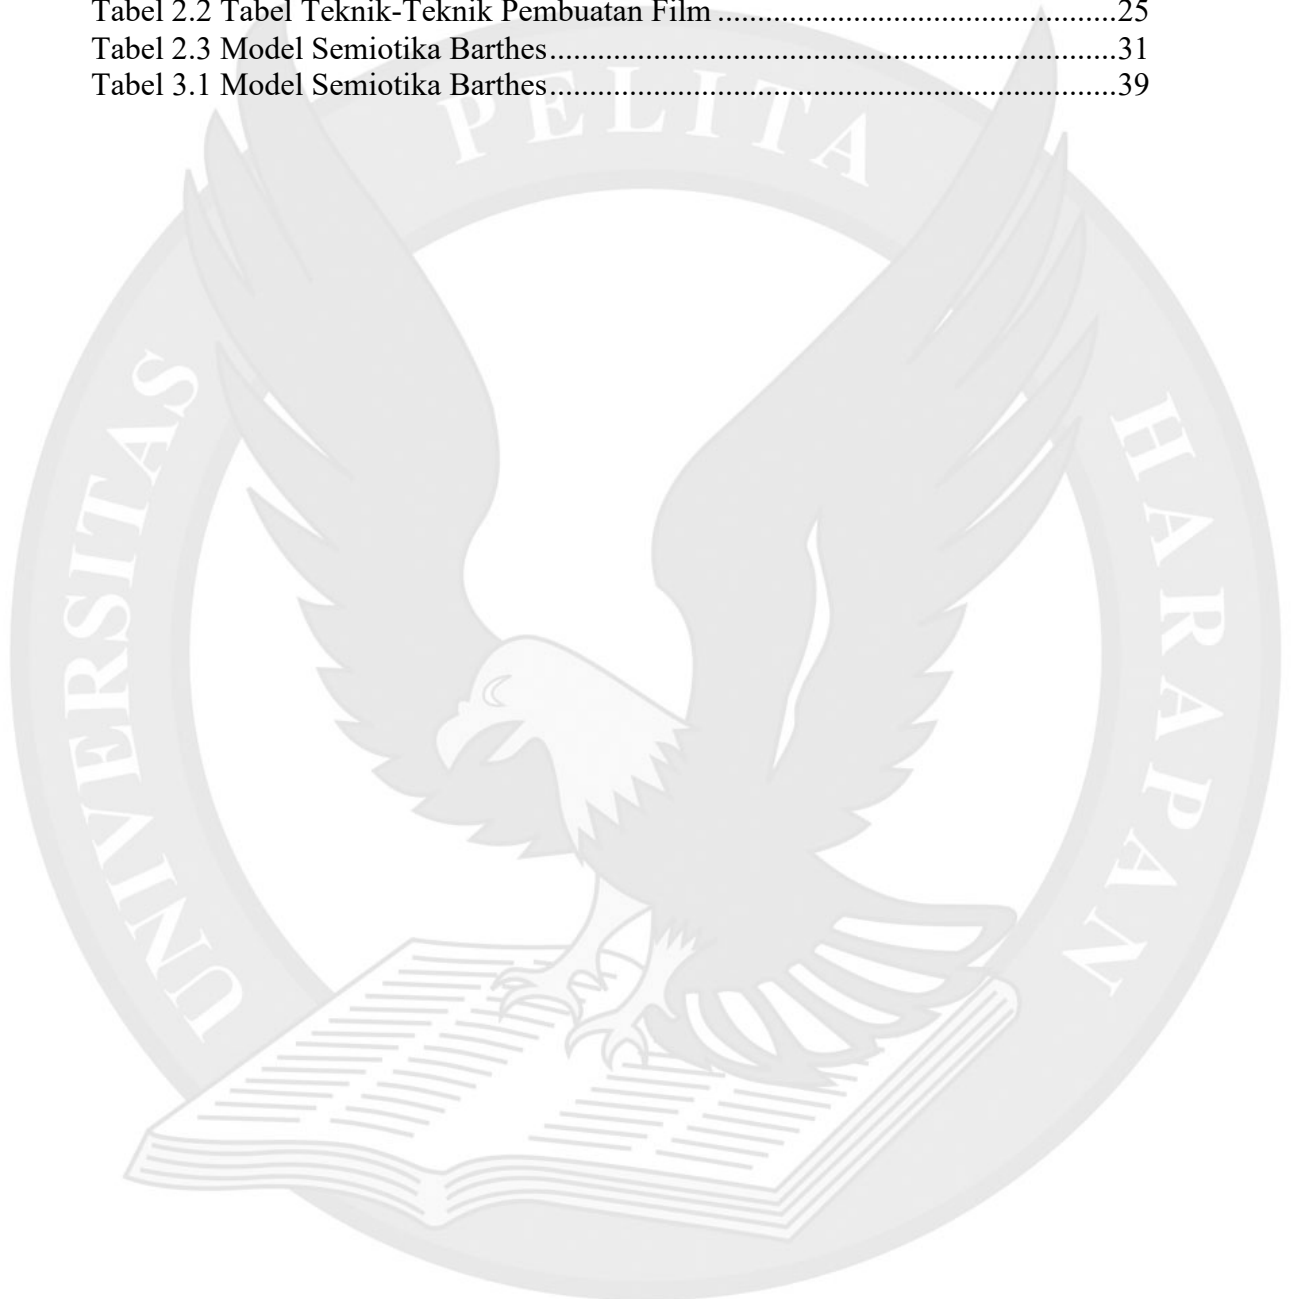 Tabel 2.2 Tabel Teknik-Teknik Pembuatan Film ................................................25
Tabel 2.3 Model Semiotika Barthes.....................................................................31
Tabel 3.1 Model Semiotika Barthes.....................................................................39
UNIVERSITAS PELITA HARAPAN